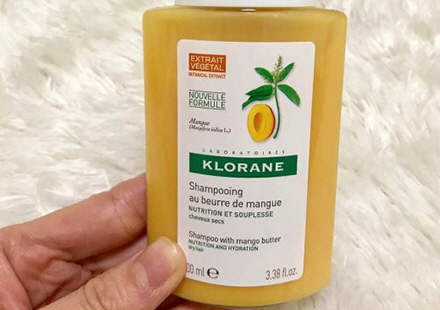 EXTRAIT
VÉGÉTAL
BOTANICAL EXTRACT
NOUVELLE
FORMULE
Mangue
(Mangifera indica L.)
LABORATOIRES
KLORANE
Shampooing
au beurre de mangue
NUTRITION ET SOUPLESSE
cheveux secs
Shampoo with mango butter
NUTRITION AND HYDRATION
dry hair
00 ml e 3.38 fl.oz.